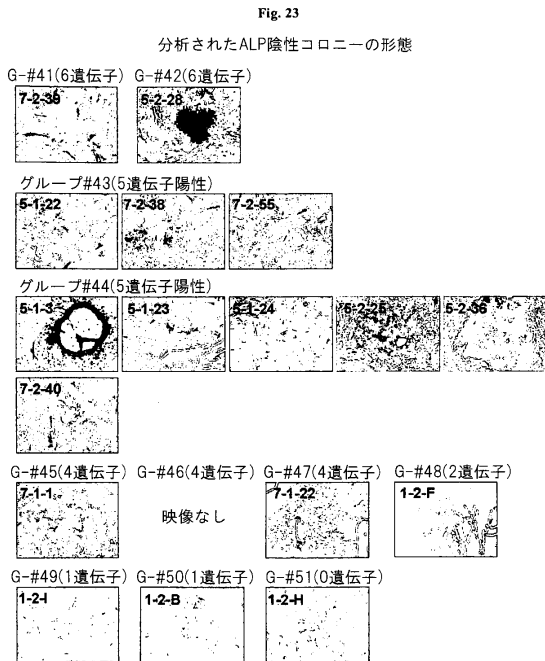 Fig. 23
分析されたALP陰性コロニーの形態
G-#41(6遺伝子) G-#42(6遺伝子)
7-2-39 5-2-28
グループ#43(5遺伝子陽性)
5-1-22 7-2-38 7-2-55
グループ#44(5遺伝子陽性)
5-1-3 5-1-23 5-1-24 5-2-25 5-2-36
7-2-40
G-#45(4遺伝子) G-#46(4遺伝子) G-#47(4遺伝子) G-#48(2遺伝子)
7-1-1 映像なし 7-1-22 1-2-F
G-#49(1遺伝子) G-#50(1遺伝子) G-#51(0遺伝子)
1-2-I 1-2-B 1-2-H